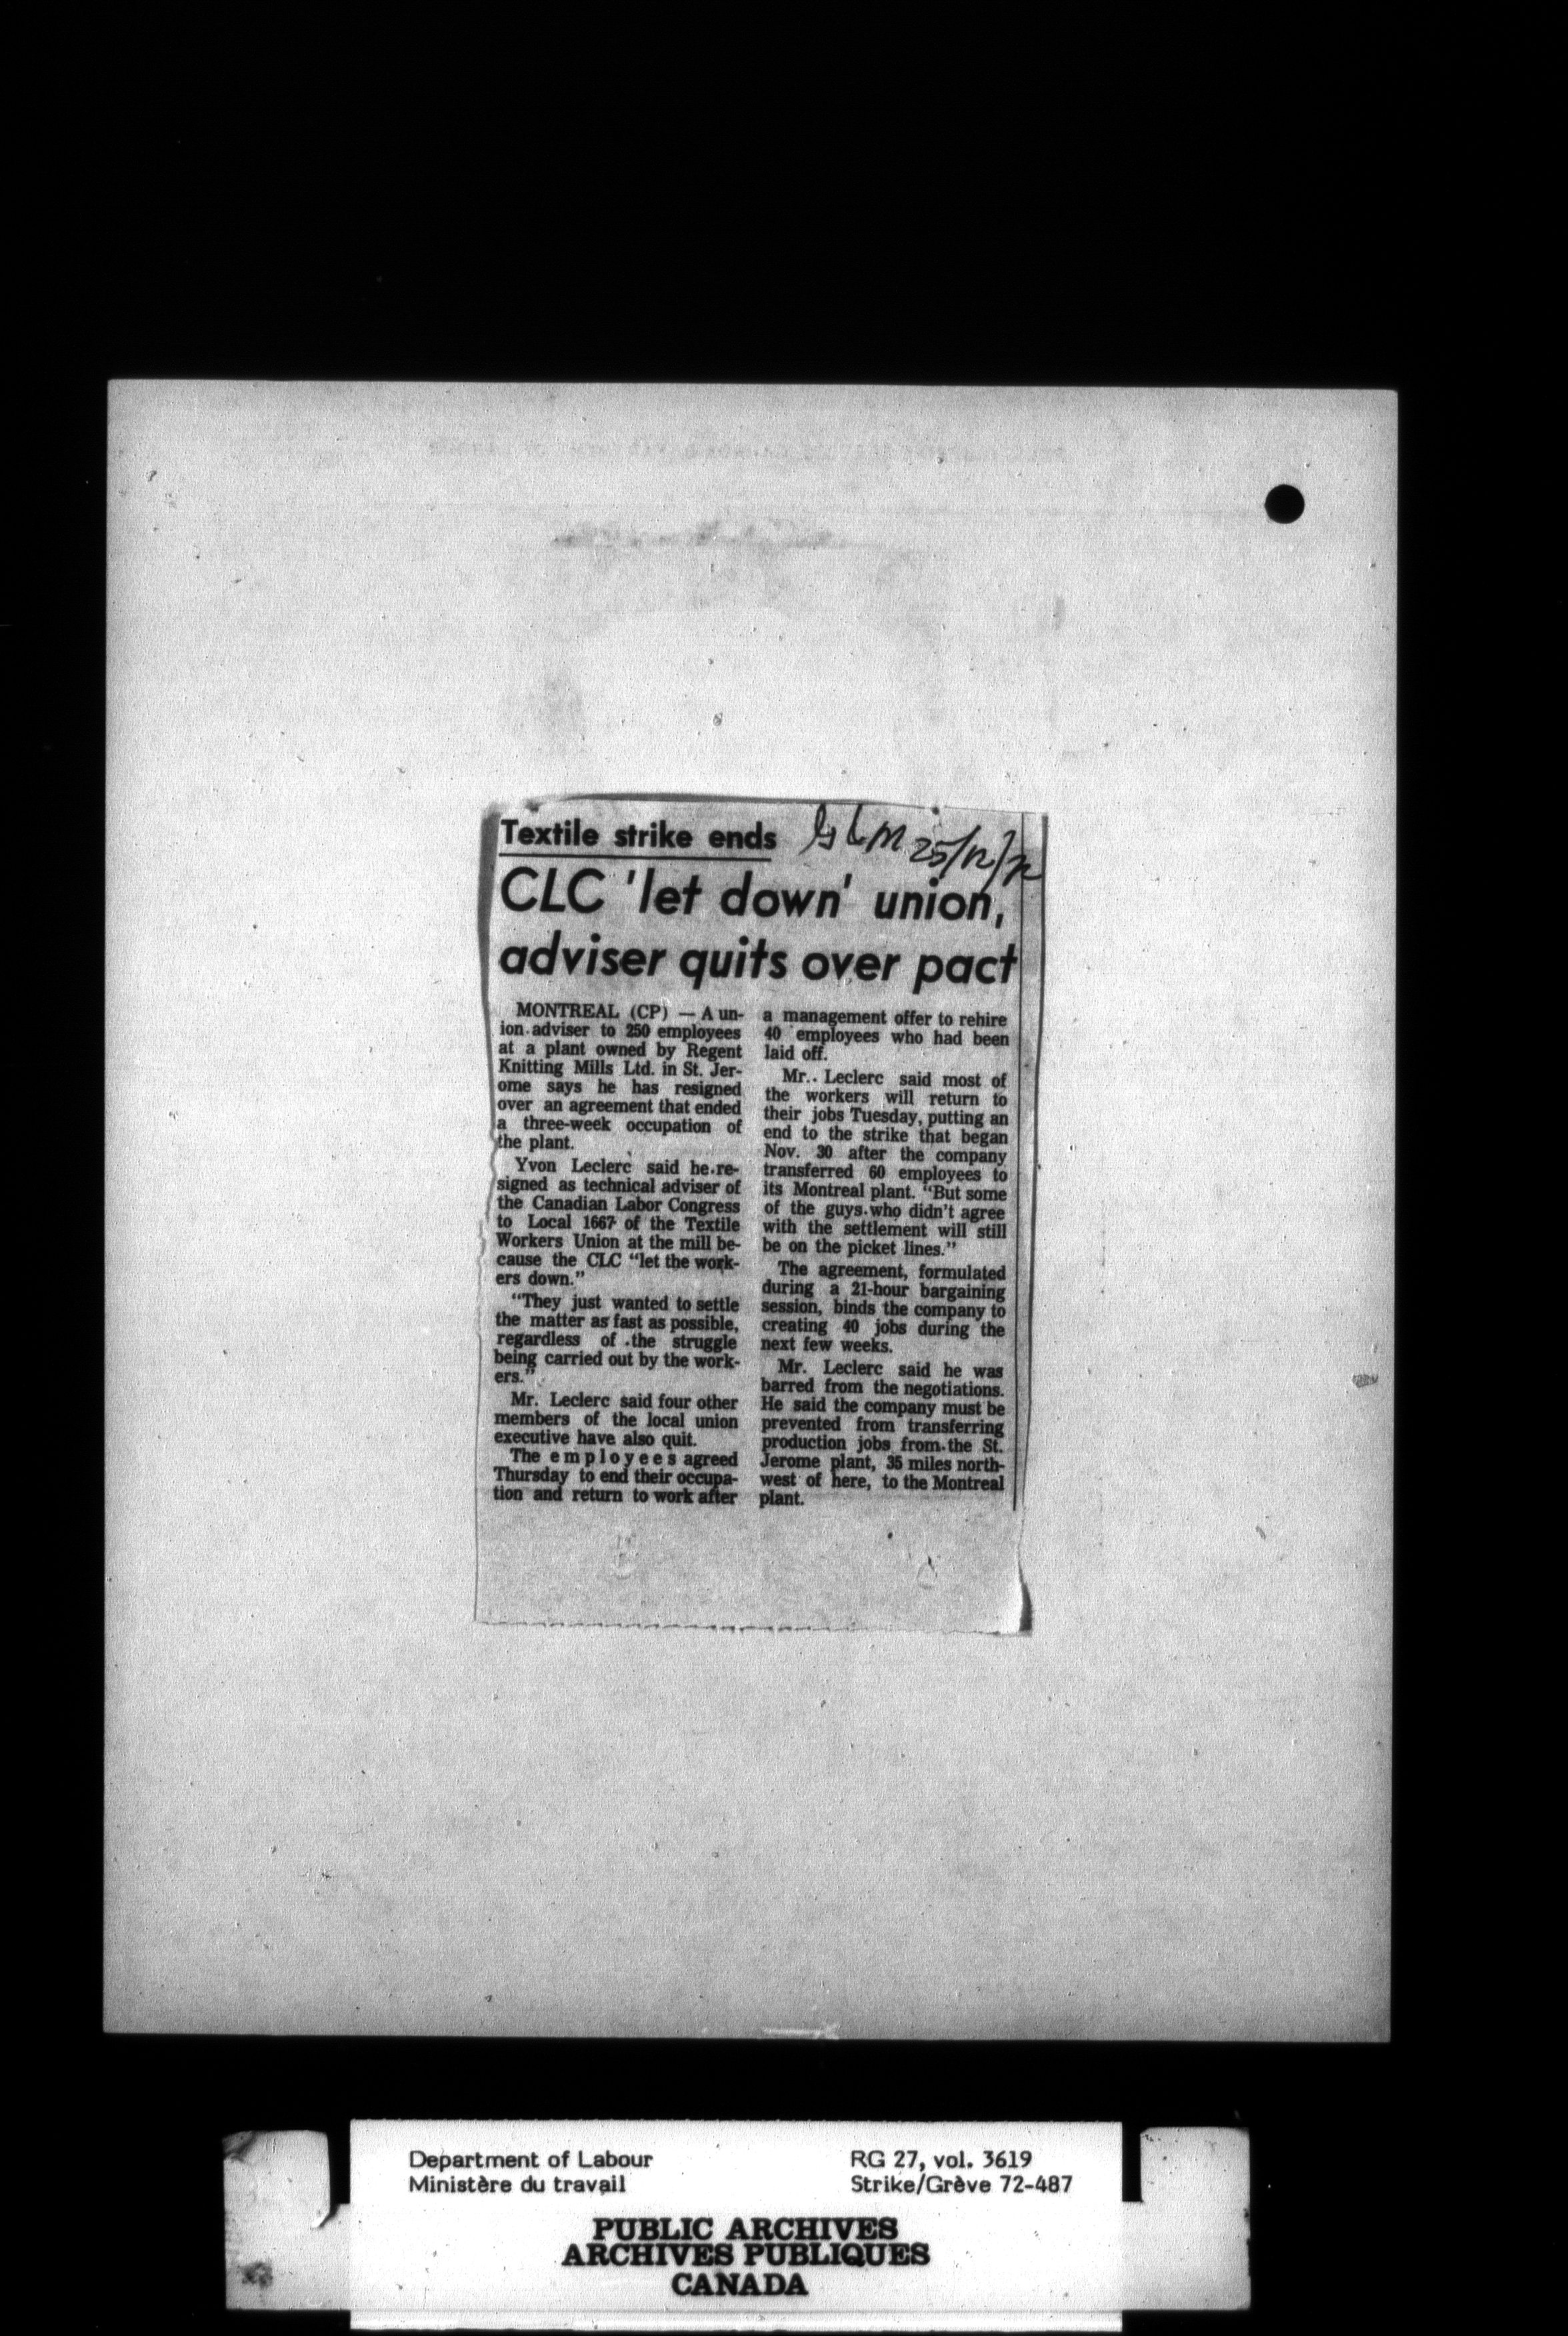 Textile strike ends
G & M 25/12/72
CLC 'let down' union,
adviser quits over pact
MONTREAL (CP) — A un-
ion adviser to 250 employees
at a plant owned by Regent
Knitting Mills Ltd. in St. Jer-
ome says he has resigned
over an agreement that ended
a three-week occupation of
the plant.
Yvon Leclerc said he re-
signed as technical adviser of
the Canadian Labor Congress
to Local 1667 of the Textile
Workers Union at the mill be-
cause the CLC "let the work-
ers down."
"They just wanted to settle
the matter as fast as possible,
regardless of the struggle
being carried out by the work-
ers."
Mr. Leclerc said four other
members of the local union
executive have also quit.
The employees agreed
Thursday to end their occupa-
tion and return to work after
a management offer to rehire
40 employees who had been
laid off.
Mr. Leclerc said most of
the workers will return to
their jobs Tuesday, putting an
end to the strike that began
Nov. 30 after the company
transferred 60 employees to
its Montreal plant. "But some
of the guys who didn't agree
with the settlement will still
be on the picket lines."
The agreement, formulated
during a 21-hour bargaining
session, binds the company to
creating 40 jobs during the
next few weeks.
Mr. Leclerc said he was
barred from the negotiations.
He said the company must be
prevented from transferring
production jobs from the St.
Jerome plant, 35 miles north-
west of here, to the Montreal
plant.
Department of Labour
Ministère du travail
RG 27, vol. 3619
Strike/Grève 72-487
PUBLIC ARCHIVES
ARCHIVES PUBLIQUES
CANADA